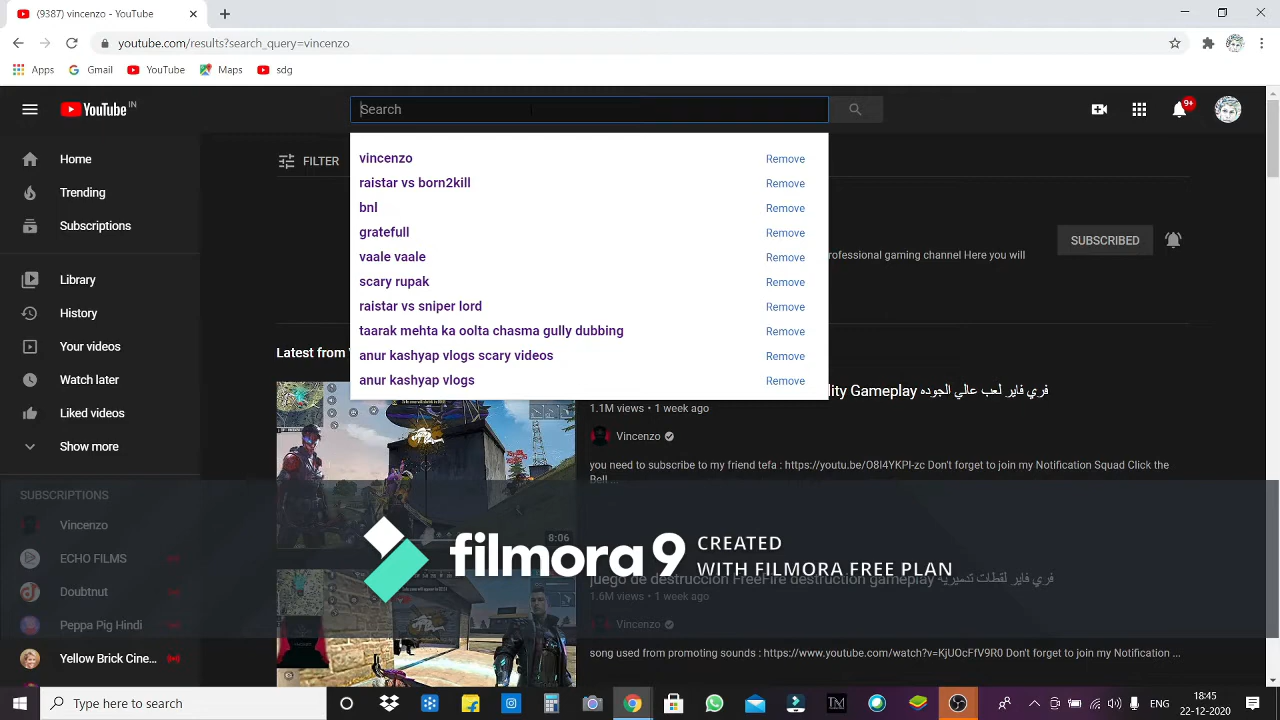 (9387) vincenzo - YouTube
search?search_query=vincenzo
Apps Gmail YouTube Maps sdg
YouTube IN
Search
9+
Home
Trending
Subscriptions
Library
History
Your videos
Watch later
Liked videos
Show more
SUBSCRIPTIONS
Vincenzo
ECHO FILMS
Doubtnut
Peppa Pig Hindi
Yellow Brick Cine...
FILTER
vincenzo Remove
raistar vs born2kill Remove
bnl Remove
gratefull Remove
vaale vaale Remove
scary rupak Remove
raistar vs sniper lord Remove
taarak mehta ka oolta chasma gully dubbing Remove
anur kashyap vlogs scary videos Remove
anur kashyap vlogs Remove
rofessional gaming channel Here you will
SUBSCRIBED
Latest from
lity Gameplay فري فاير لعب عالي الجوده
1.1M views • 1 week ago
Vincenzo
you need to subscribe to my friend tefa : https://youtu.be/O8I4YKPI-zc Don't forget to join my Notification Squad Click the
Bell ...
8:06
filmora 9
CREATED
WITH FILMORA FREE PLAN
juego de destrucción FreeFire destruction gameplay فري فاير لقطات تدميرية
1.6M views • 1 week ago
Vincenzo
song used from promoting sounds : https://www.youtube.com/watch?v=KjUOcFfV9R0 Don't forget to join my Notification ...
Type here to search
ENG
18:45
22-12-2020